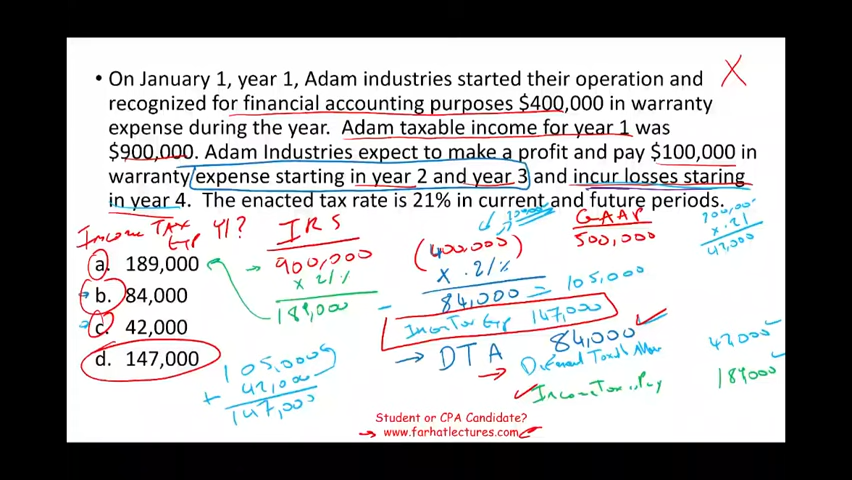 • On January 1, year 1, Adam industries started their operation and X
recognized for financial accounting purposes $400,000 in warranty
expense during the year. Adam taxable income for year 1 was
$900,000. Adam Industries expect to make a profit and pay $100,000 in
warranty expense starting in year 2 and year 3 and incur losses staring
in year 4. The enacted tax rate is 21% in current and future periods.
Income Tax Exp Y1?
a. 189,000
b. 84,000
c. 42,000
d. 147,000
105,000
+ 42,000
147,000
IRS
900,000
x 21%
189,000
(400,000)
x .21%
84,000 = 105,000
Income Tax Exp 147,000
DTA 84,000
Income Tax Pay 189,000
GAAP
500,000
200,000
x .21
42,000
42,000
Student or CPA Candidate?
www.farhatlectures.com